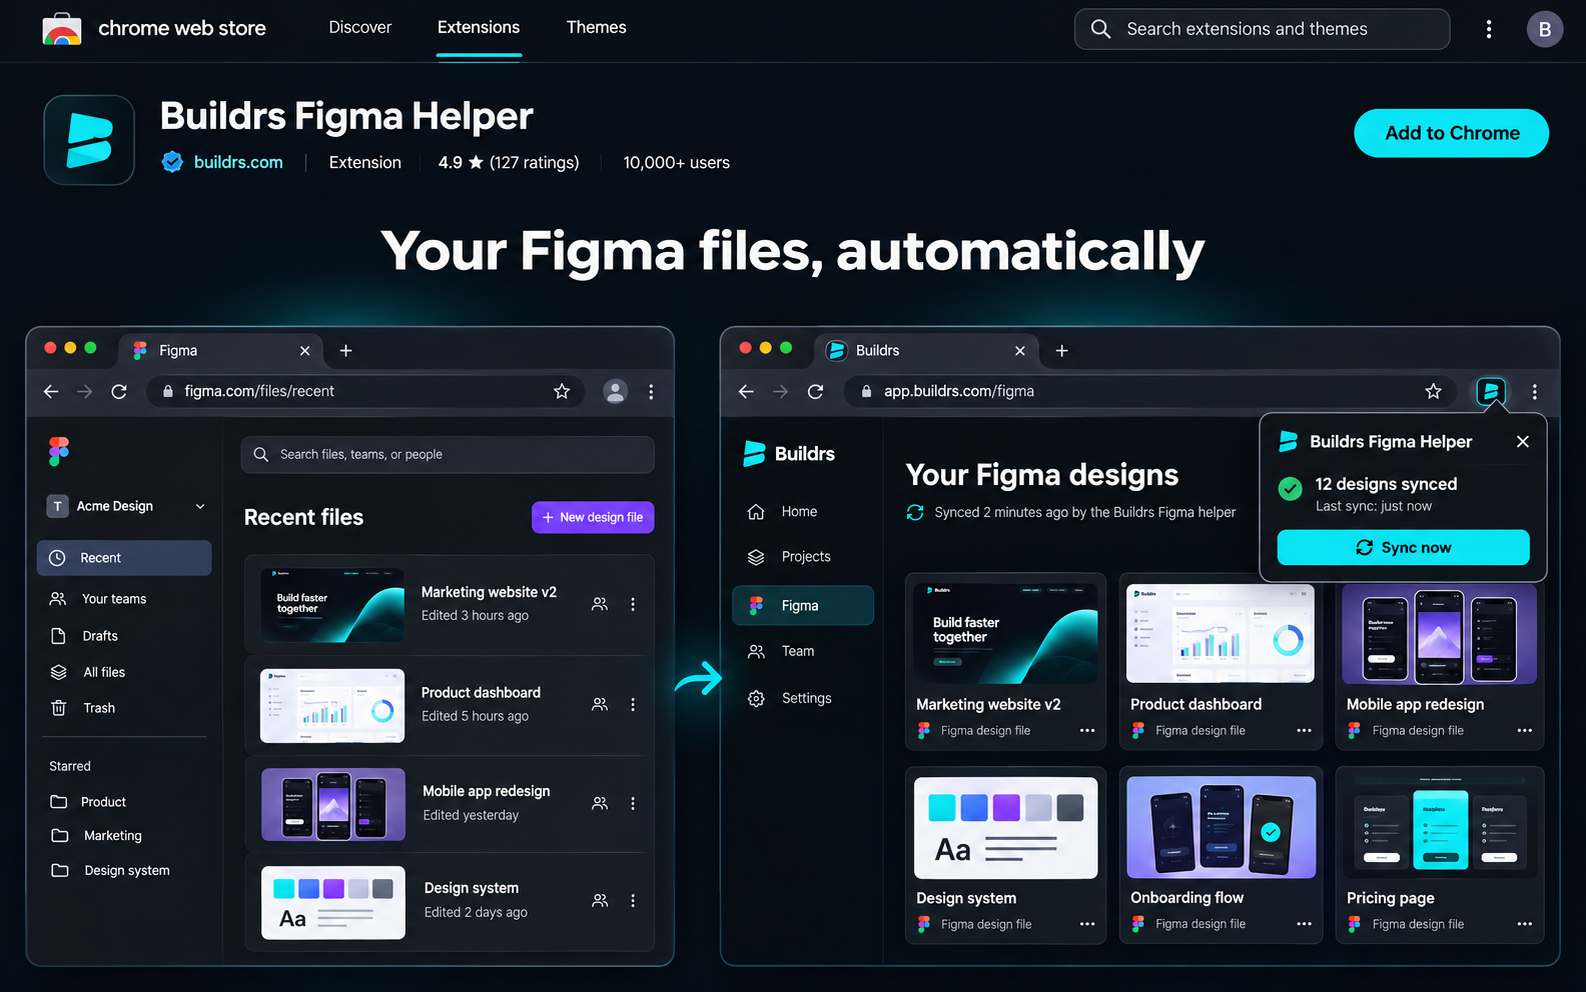 chrome web store
Discover
Extensions
Themes
Search extensions and themes
B
Buildrs Figma Helper
buildrs.com
Extension
4.9 ★ (127 ratings)
10,000+ users
Add to Chrome
Your Figma files, automatically
Figma
figma.com/files/recent
Search files, teams, or people
T Acme Design
Recent
Your teams
Drafts
All files
Trash
Starred
Product
Marketing
Design system
Recent files
+ New design file
Build faster
together
Marketing website v2
Edited 3 hours ago
Product dashboard
Edited 5 hours ago
Mobile app redesign
Edited yesterday
Aa
Design system
Edited 2 days ago
Buildrs
app.buildrs.com/figma
Buildrs
Home
Projects
Figma
Team
Settings
Your Figma designs
Synced 2 minutes ago by the Buildrs Figma helper
Buildrs Figma Helper
12 designs synced
Last sync: just now
Sync now
Build faster
together
Marketing website v2
Figma design file
Product dashboard
Figma design file
Mobile app redesign
Figma design file
Aa
Design system
Figma design file
Onboarding flow
Figma design file
Pricing page
Figma design file